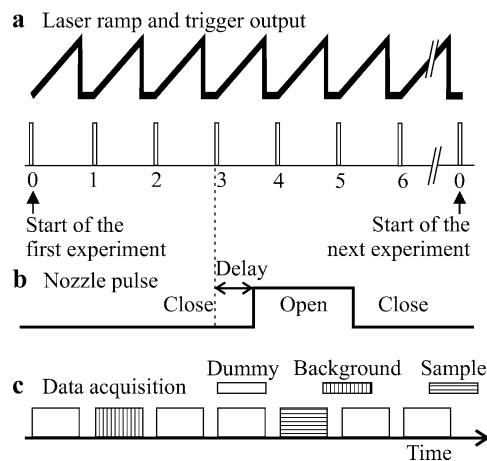 a Laser ramp and trigger output
0 1 2 3 4 5 6 0
Start of the
first experiment
Start of the
next experiment
Delay
b Nozzle pulse
Close Open Close
Dummy Background Sample
c Data acquisition
Time